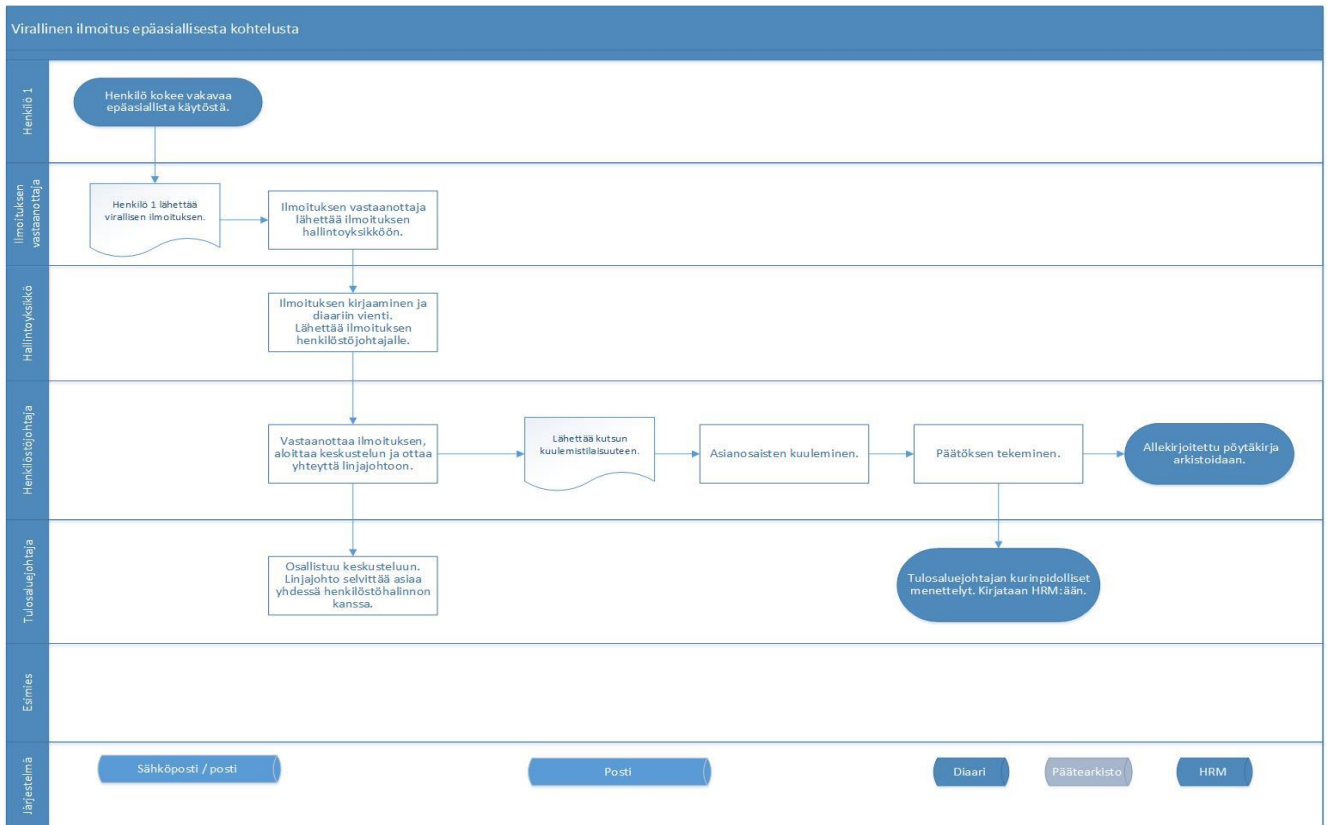 Virallinen ilmoitus epäasiallisesta kohtelusta
Henkilö 1
Henkilö kokee vakavaa
epäasiallista käytöstä.
Ilmoituksen
vastaanottaja
Henkilö 1 lähettää
virallisen ilmoituksen.
Ilmoituksen vastaanottaja
lähettää ilmoituksen
hallintoyksikköön.
Hallintoyksikkö
Ilmoituksen kirjaaminen ja
diaariin vienti.
Lähettää ilmoituksen
henkilöstöjohtajalle.
Henkilöstöjohtaja
Vastaanottaa ilmoituksen,
aloittaa keskustelun ja ottaa
yhteyttä linjajohtoon.
Lähettää kutsun
kuulemistilaisuuteen.
Asianosaisten kuuleminen.
Päätöksen tekeminen.
Allekirjoitettu pöytäkirja
arkistoidaan.
Tulosaluejohtaja
Osallistuu keskusteluun.
Linjajohto selvittää asiaa
yhdessä henkilöstöhallinnon
kanssa.
Tulosaluejohtajan kurinpidolliset
menettelyt. Kirjataan HRM:ään.
Esimies
Järjestelmä
Sähköposti / posti
Posti
Diaari
Päätearkisto
HRM